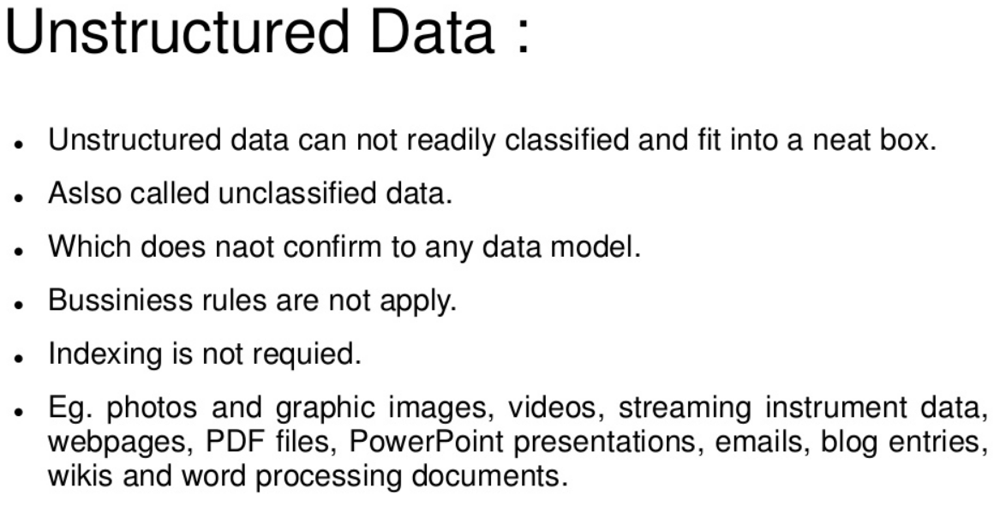 Unstructured Data :
• Unstructured data can not readily classified and fit into a neat box.
• Aslso called unclassified data.
• Which does naot confirm to any data model.
• Bussiniess rules are not apply.
• Indexing is not requied.
• Eg. photos and graphic images, videos, streaming instrument data,
webpages, PDF files, PowerPoint presentations, emails, blog entries,
wikis and word processing documents.